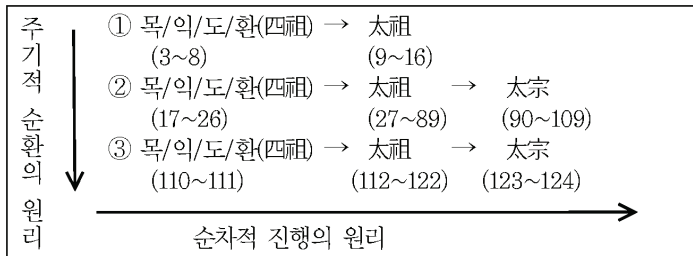 주기적 순환의 원리
① 목/익/도/환(四祖) → 太祖
(3~8) (9~16)
② 목/익/도/환(四祖) → 太祖 → 太宗
(17~26) (27~89) (90~109)
③ 목/익/도/환(四祖) → 太祖 → 太宗
(110~111) (112~122) (123~124)
순차적 진행의 원리